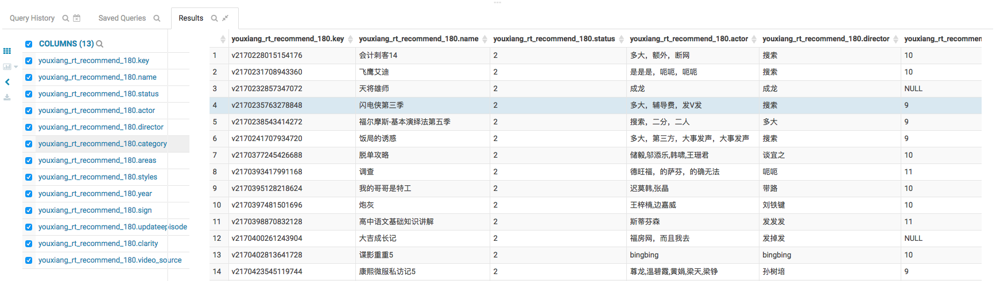 Query History Saved Queries Results
COLUMNS (13)
youxiang_rt_recommend_180.key
youxiang_rt_recommend_180.name
youxiang_rt_recommend_180.status
youxiang_rt_recommend_180.actor
youxiang_rt_recommend_180.director
youxiang_rt_recommend_180.category
youxiang_rt_recommend_180.areas
youxiang_rt_recommend_180.styles
youxiang_rt_recommend_180.year
youxiang_rt_recommend_180.sign
youxiang_rt_recommend_180.updateepisode
youxiang_rt_recommend_180.clarity
youxiang_rt_recommend_180.video_source
youxiang_rt_recommend_180.key youxiang_rt_recommend_180.name youxiang_rt_recommend_180.status youxiang_rt_recommend_180.actor youxiang_rt_recommend_180.director youxiang_rt_recommen
1 v2170228015154176 会计刺客14 2 多大，额外，断网 搜索 10
2 v2170231708943360 飞鹰艾迪 2 是是是，呃呃，呃呃 搜索 10
3 v2170232857347072 天将雄师 2 成龙 成龙 NULL
4 v2170235763278848 闪电侠第三季 2 多大，辅导费，发V发 搜索 9
5 v2170238543414272 福尔摩斯-基本演绎法第五季 2 搜索，二分，二人 多大 9
6 v2170241707934720 饭局的诱惑 2 多大，第三方，大事发声，大事发声 搜索 9
7 v2170377245426688 脱单攻略 2 储毅,邬添乐,韩啸,王珊君 谈宜之 10
8 v2170393417991168 调查 2 德旺福，的萨芬，的确无法 呃呃 11
9 v2170395128218624 我的哥哥是特工 2 迟莫韩,张晶 带路 10
10 v2170397481501696 炮灰 2 王梓楠,边嘉威 刘铁键 10
11 v2170398870832128 高中语文基础知识讲解 2 斯蒂芬森 发发发 11
12 v2170400261243904 大吉成长记 2 福房网，而且我去 发掉发 NULL
13 v2170402813641728 谍影重重5 2 bingbing bingbing 10
14 v2170423545119744 康熙微服私访记5 2 尊龙,温碧霞,黄娟,梁天,梁铮 孙树培 9